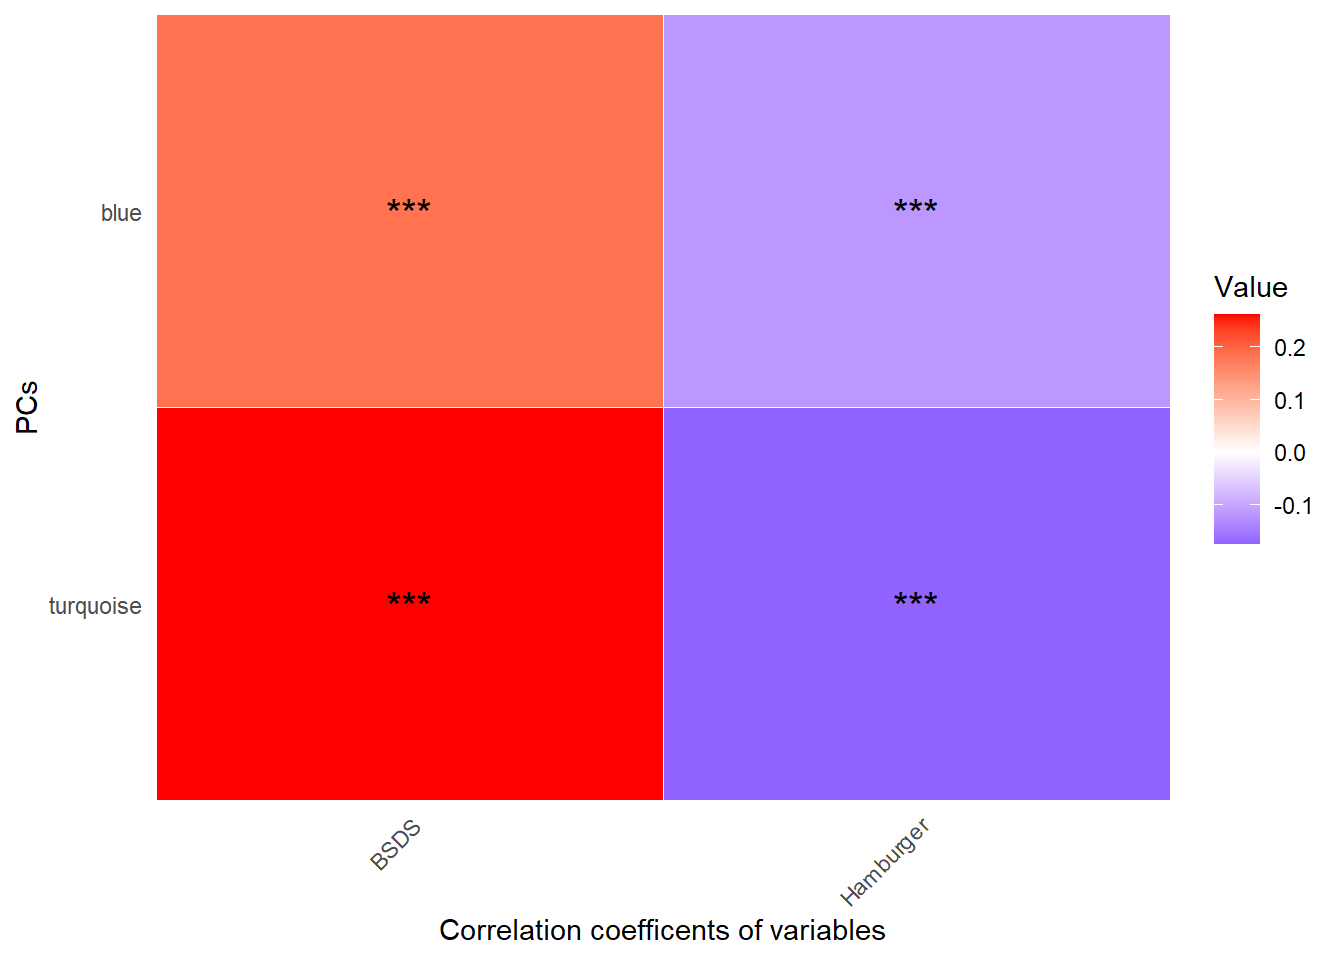 blue
turquoise
PCs
***
***
***
***
BSDS
Hamburger
Correlation coefficents of variables
Value
0.2
0.1
0.0
-0.1